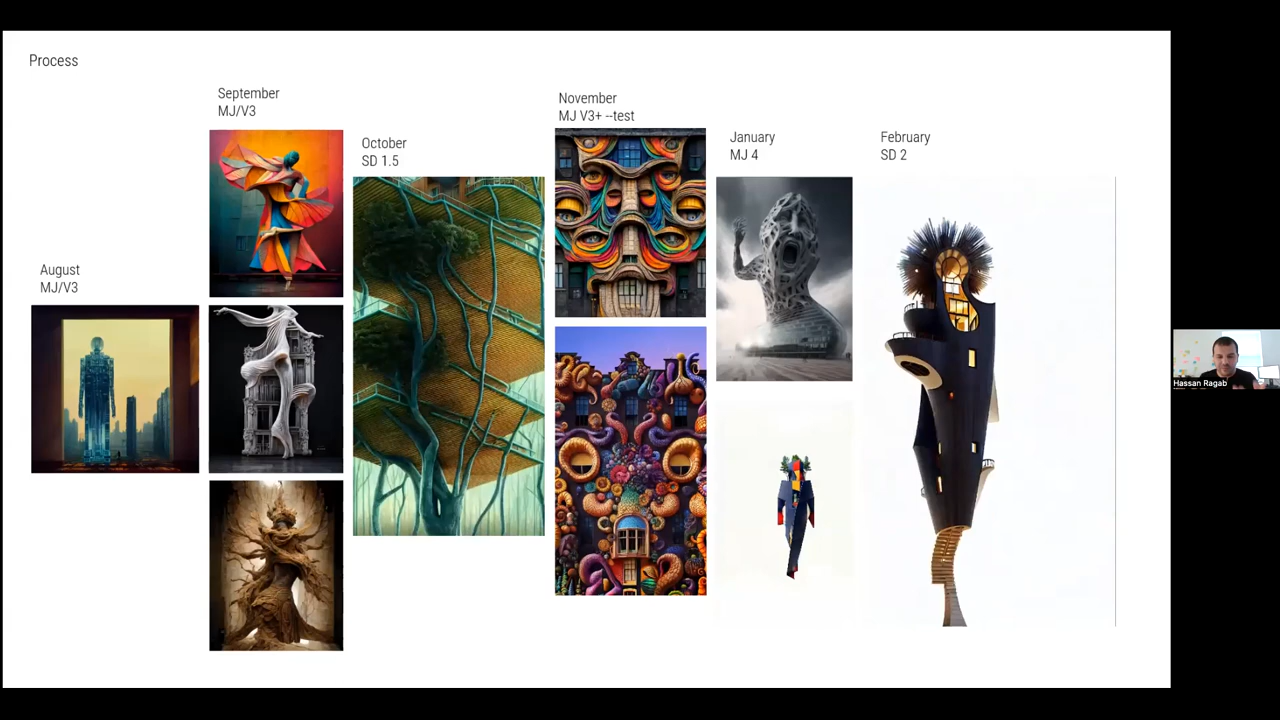 Process
August
MJ/V3
September
MJ/V3
October
SD 1.5
November
MJ V3+ --test
January
MJ 4
February
SD 2
Hassan Ragab